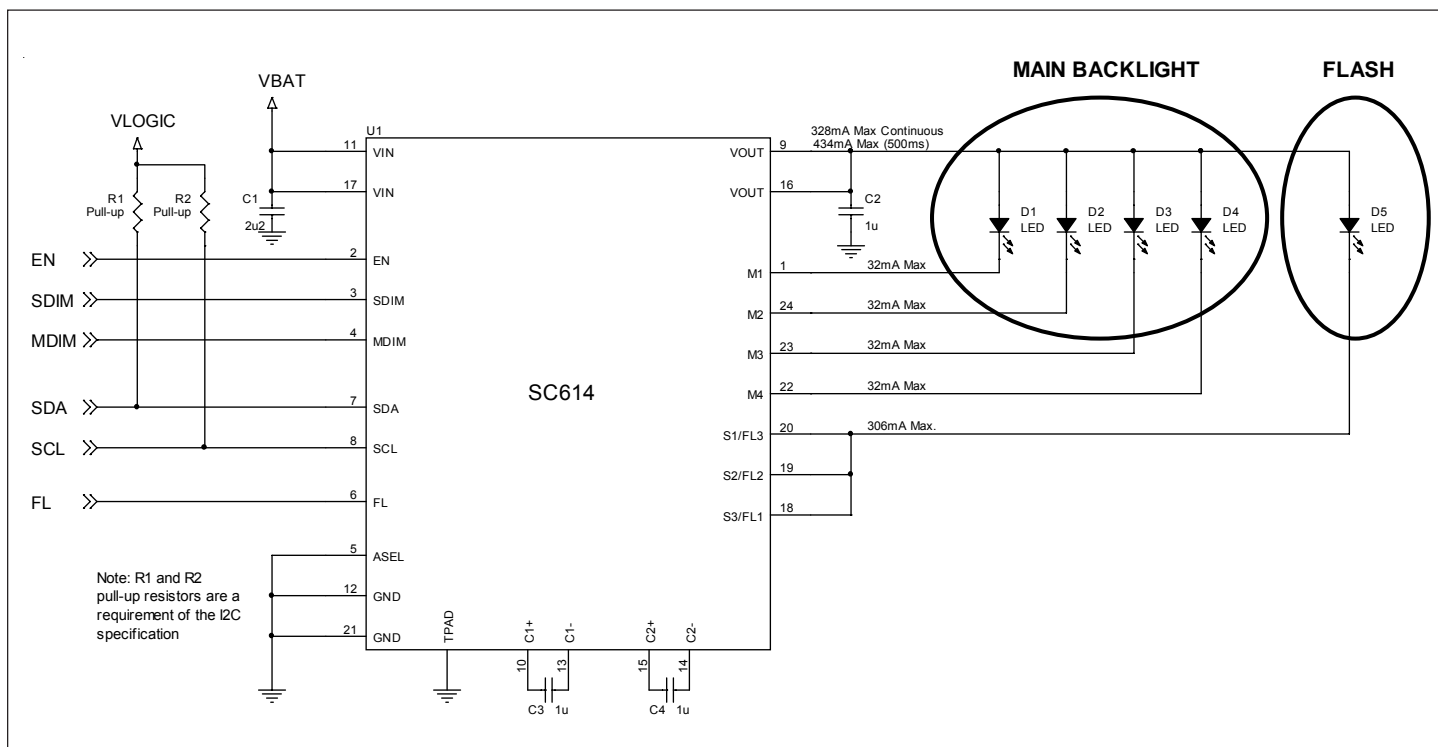 MAIN BACKLIGHT
FLASH
VBAT
VLOGIC
U1
328mA Max Continuous
434mA Max (500ms)
11
VIN
VOUT
9
17
VIN
VOUT
16
R1
Pull-up
R2
Pull-up
C1
2u2
C2
1u
D1
LED
D2
LED
D3
LED
D4
LED
D5
LED
EN
2
EN
M1
1
32mA Max
SDIM
3
SDIM
M2
24
32mA Max
MDIM
4
MDIM
M3
23
32mA Max
SC614
M4
22
32mA Max
SDA
7
SDA
S1/FL3
20
306mA Max.
SCL
8
SCL
S2/FL2
19
FL
6
FL
S3/FL1
18
5
ASEL
12
GND
21
GND
Note: R1 and R2
pull-up resistors are a
requirement of the I2C
specification
TPAD
C1+
C1-
C2+
C2-
10
13
15
14
C3
1u
C4
1u